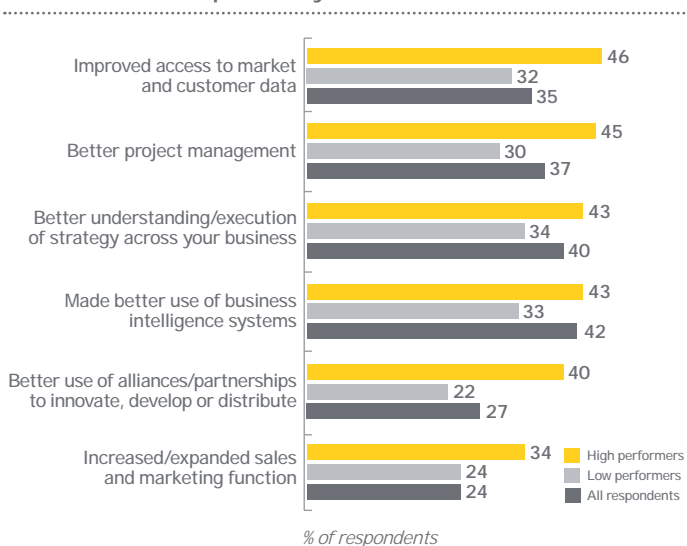 Improved access to market
and customer data
46
32
35
Better project management
45
30
37
Better understanding/execution
of strategy across your business
43
34
40
Made better use of business
intelligence systems
43
33
42
Better use of alliances/partnerships
to innovate, develop or distribute
40
22
27
Increased/expanded sales
and marketing function
34
24
24
High performers
Low performers
All respondents
% of respondents